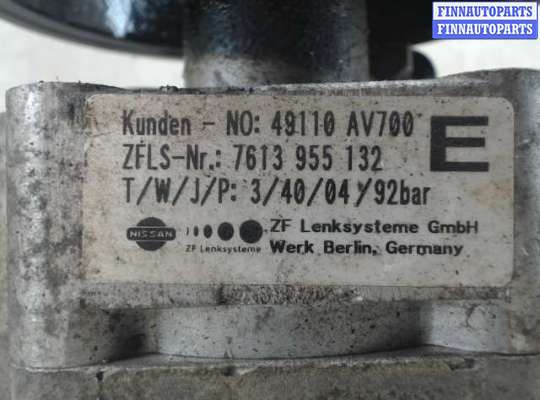 FINNAUTOPARTS
FINNAUTOPARTS
Kunden - NO: 49110 AV700 E
ZFLS-Nr.: 7613 955 132
T/W/J/P: 3/40/04/92bar
NISSAN
ZF Lenksysteme
ZF Lenksysteme GmbH
Werk Berlin, Germany